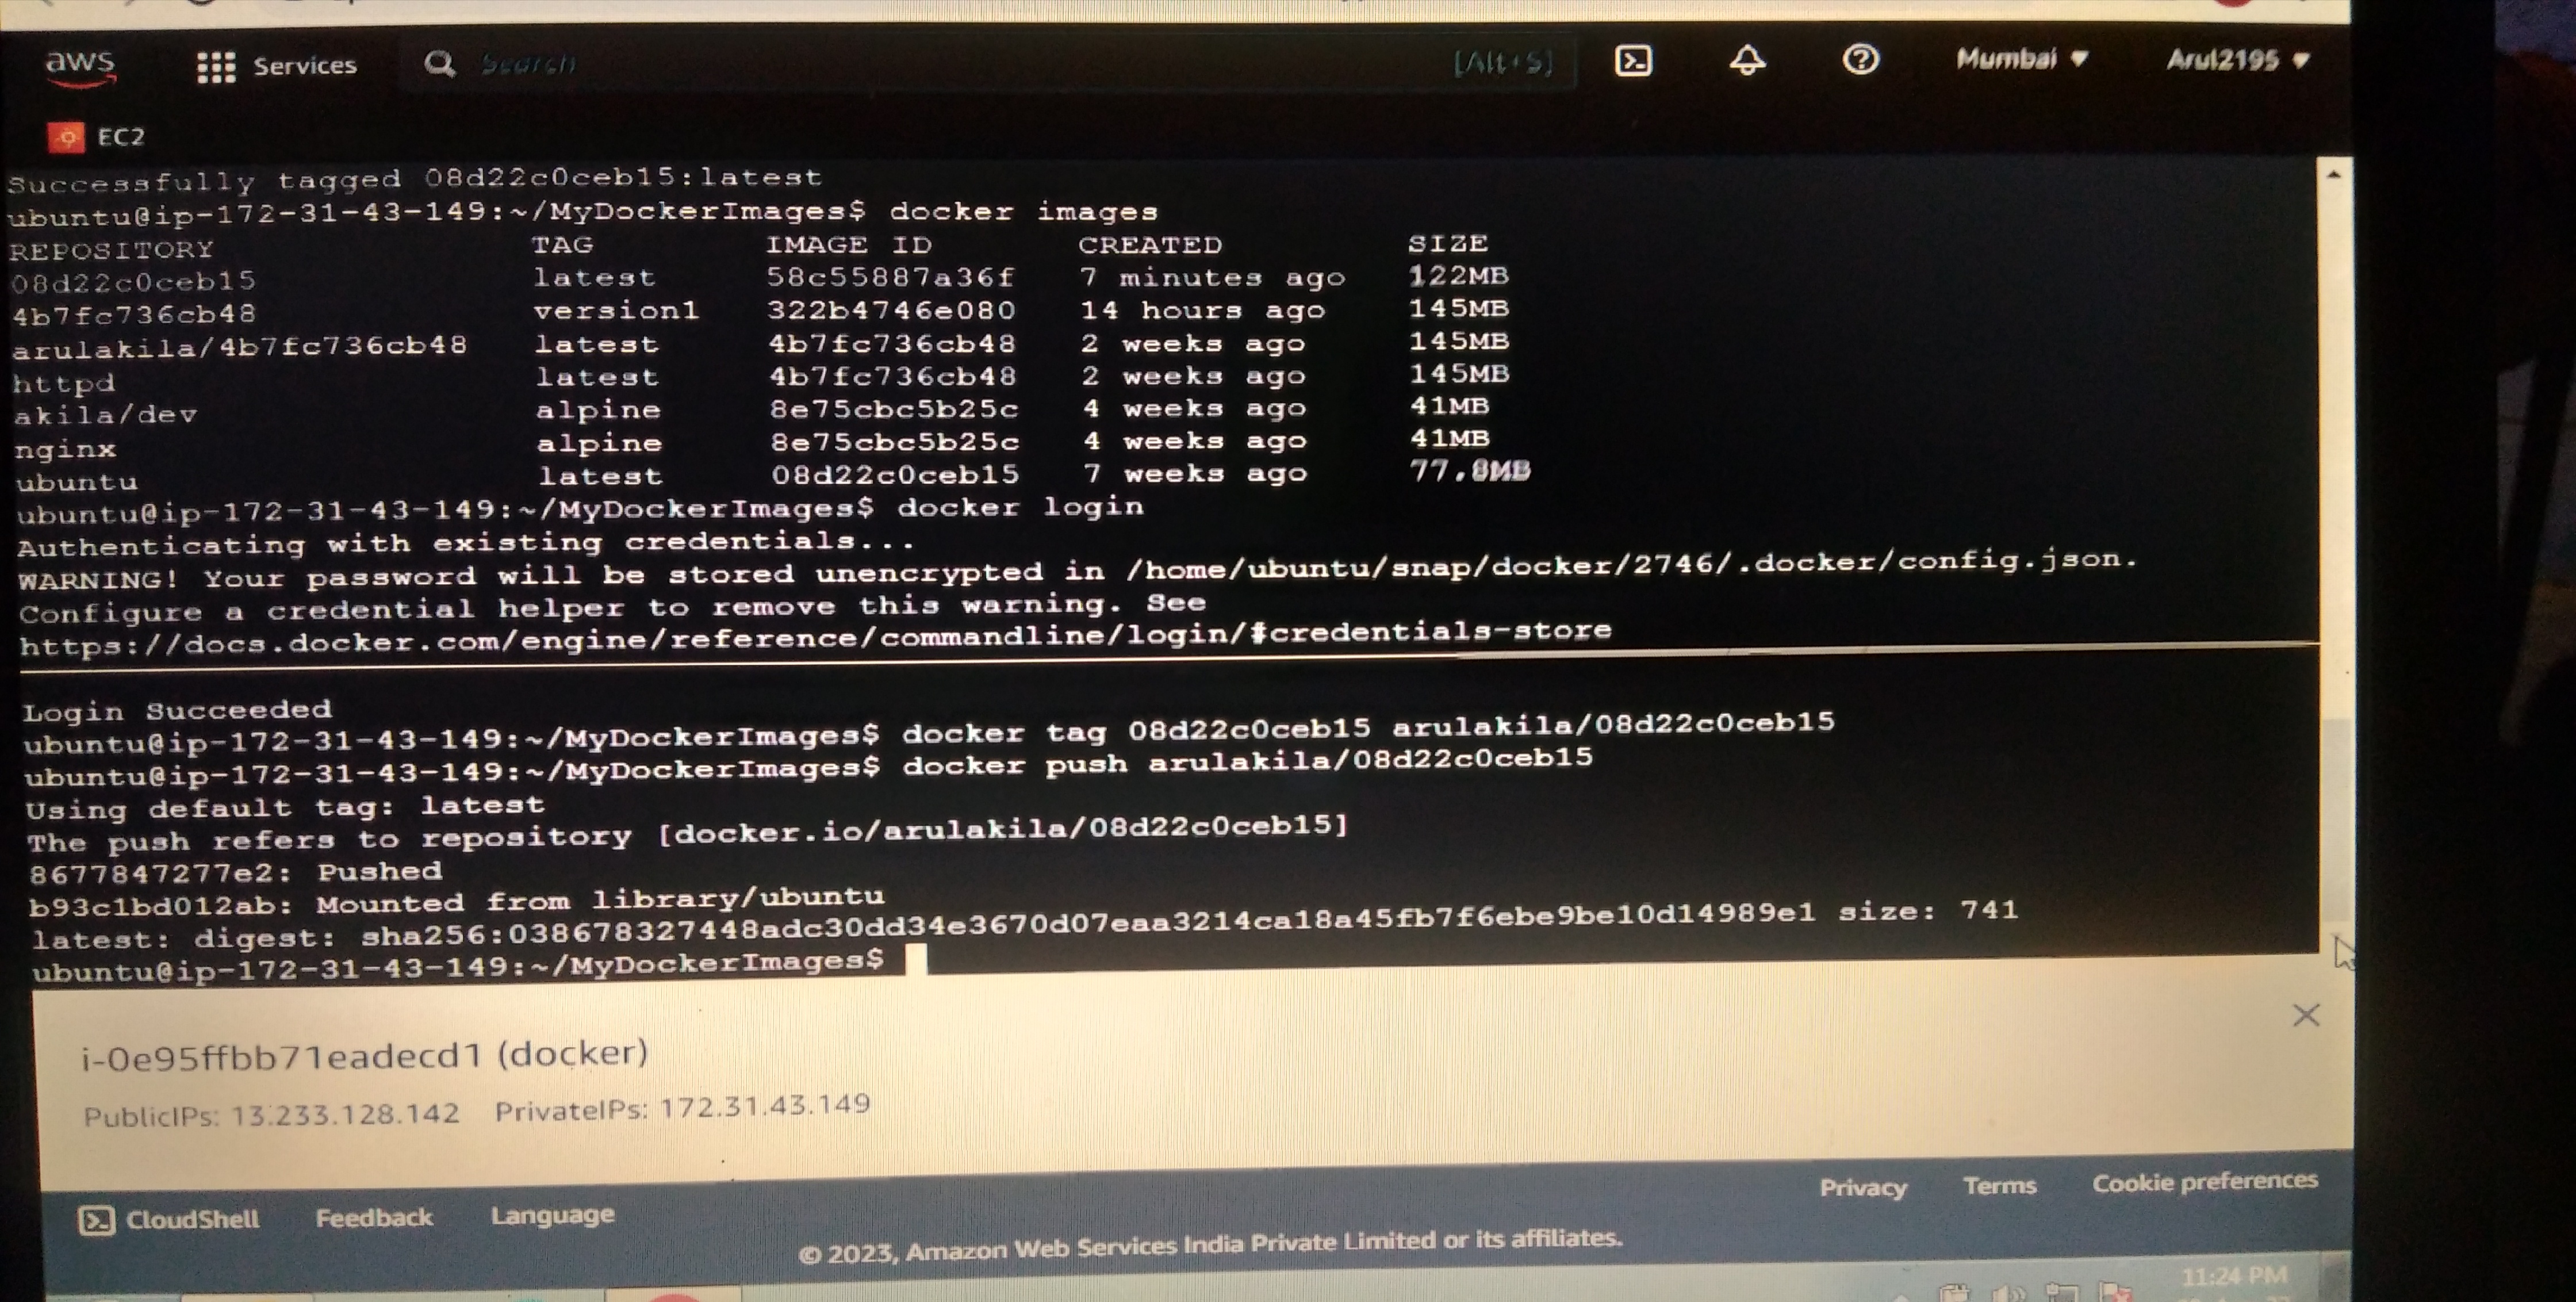 aws Services Search [Alt+S] Mumbai Arul2195
EC2
Successfully tagged 08d22c0ceb15:latest
ubuntu@ip-172-31-43-149:~/MyDockerImages$ docker images
REPOSITORY TAG IMAGE ID CREATED SIZE
08d22c0ceb15 latest 58c55887a36f 7 minutes ago 122MB
4b7fc736cb48 version1 322b4746e080 14 hours ago 145MB
arulakila/4b7fc736cb48 latest 4b7fc736cb48 2 weeks ago 145MB
httpd latest 4b7fc736cb48 2 weeks ago 145MB
akila/dev alpine 8e75cbc5b25c 4 weeks ago 41MB
nginx alpine 8e75cbc5b25c 4 weeks ago 41MB
ubuntu latest 08d22c0ceb15 7 weeks ago 77.8MB
ubuntu@ip-172-31-43-149:~/MyDockerImages$ docker login
Authenticating with existing credentials...
WARNING! Your password will be stored unencrypted in /home/ubuntu/snap/docker/2746/.docker/config.json.
Configure a credential helper to remove this warning. See
https://docs.docker.com/engine/reference/commandline/login/#credentials-store
Login Succeeded
ubuntu@ip-172-31-43-149:~/MyDockerImages$ docker tag 08d22c0ceb15 arulakila/08d22c0ceb15
ubuntu@ip-172-31-43-149:~/MyDockerImages$ docker push arulakila/08d22c0ceb15
Using default tag: latest
The push refers to repository [docker.io/arulakila/08d22c0ceb15]
8677847277e2: Pushed
b93c1bd012ab: Mounted from library/ubuntu
latest: digest: sha256:038678327448adc30dd34e3670d07eaa3214ca18a45fb7f6ebe9be10d14989e1 size: 741
ubuntu@ip-172-31-43-149:~/MyDockerImages$
i-0e95ffbb71eadecd1 (docker)
PublicIPs: 13.233.128.142 PrivateIPs: 172.31.43.149
CloudShell Feedback Language Privacy Terms Cookie preferences
© 2023, Amazon Web Services India Private Limited or its affiliates.
11:24 PM